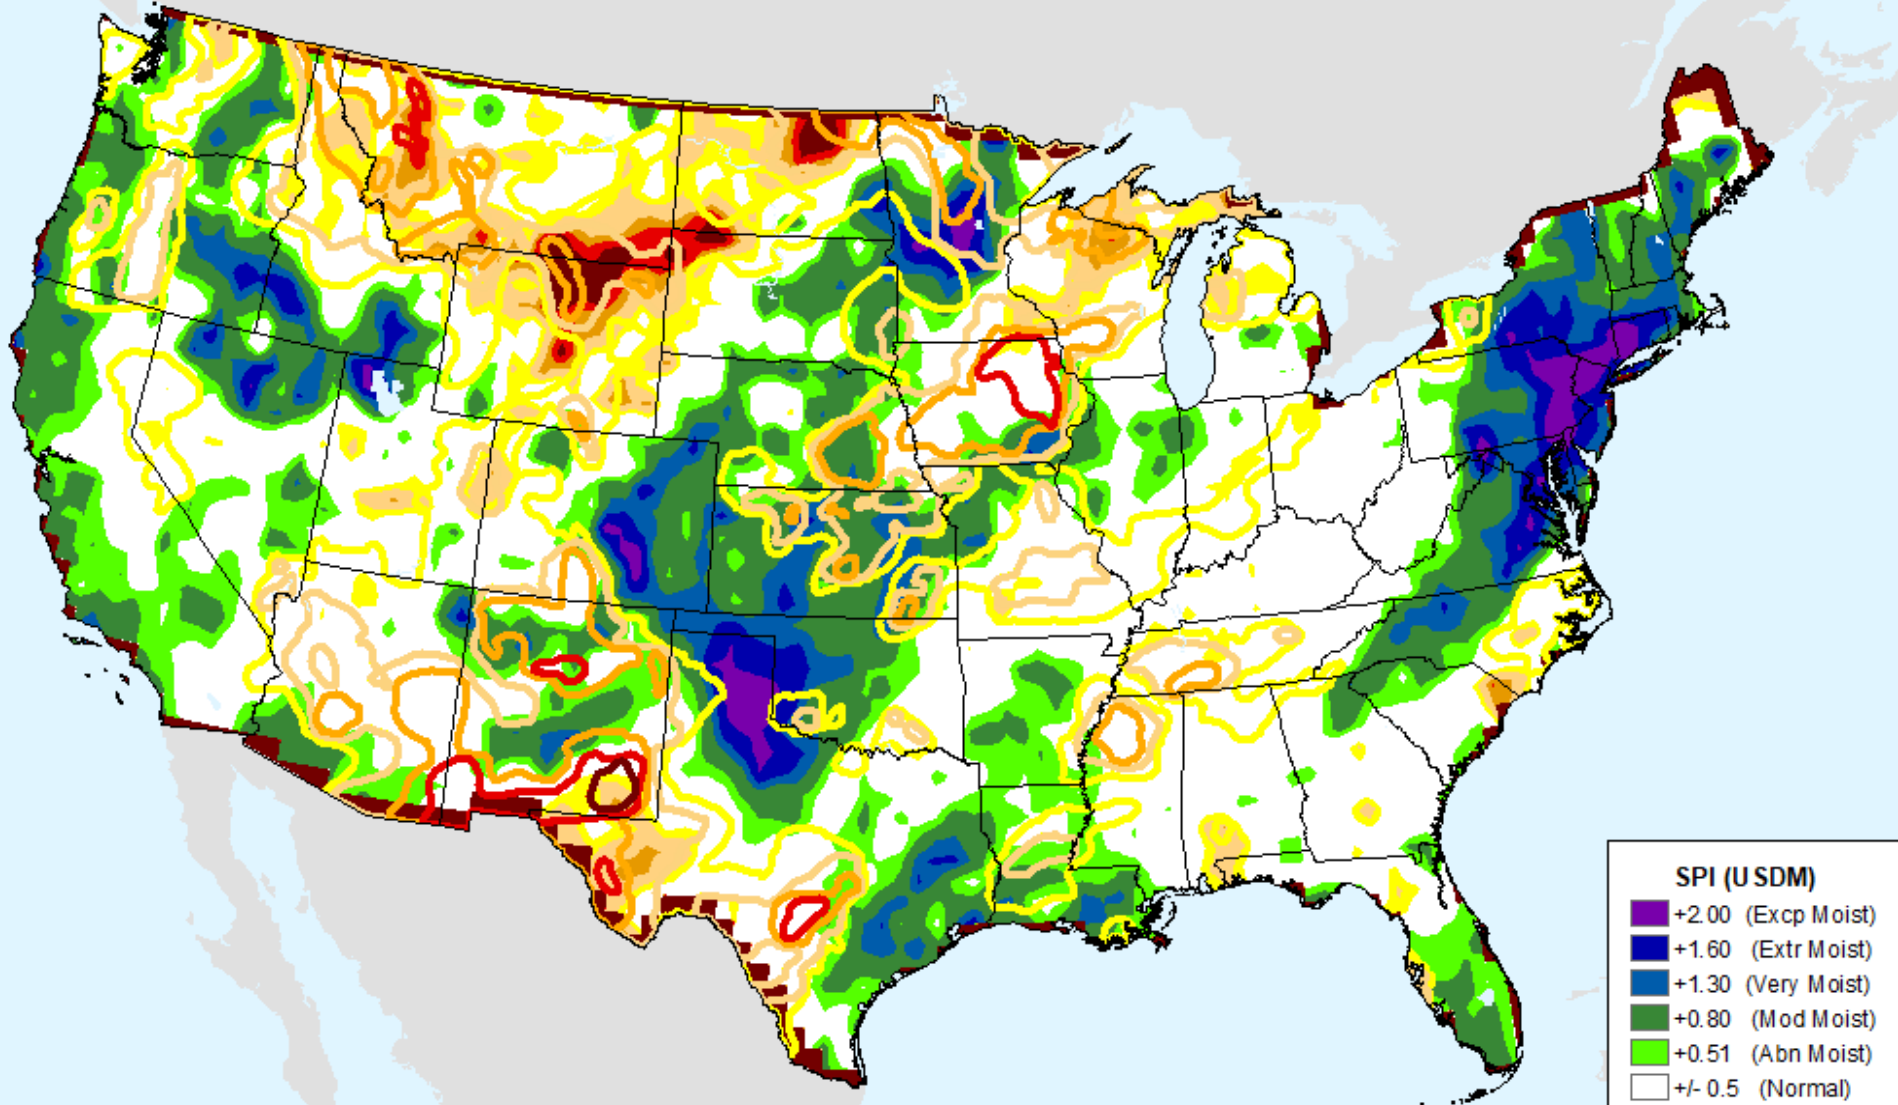 SPI (USDM)
+2.00 (Excp Moist)
+1.60 (Extr Moist)
+1.30 (Very Moist)
+0.80 (Mod Moist)
+0.51 (Abn Moist)
+/- 0.5 (Normal)